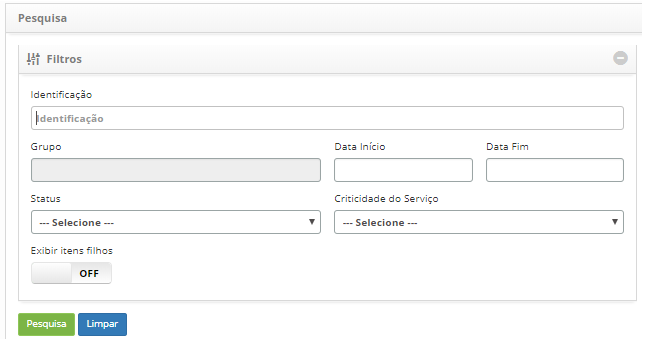 Pesquisa
Filtros
Identificação
Identificação
Grupo Data Início Data Fim
Status Criticidade do Serviço
--- Selecione --- --- Selecione ---
Exibir itens filhos
OFF
Pesquisa Limpar